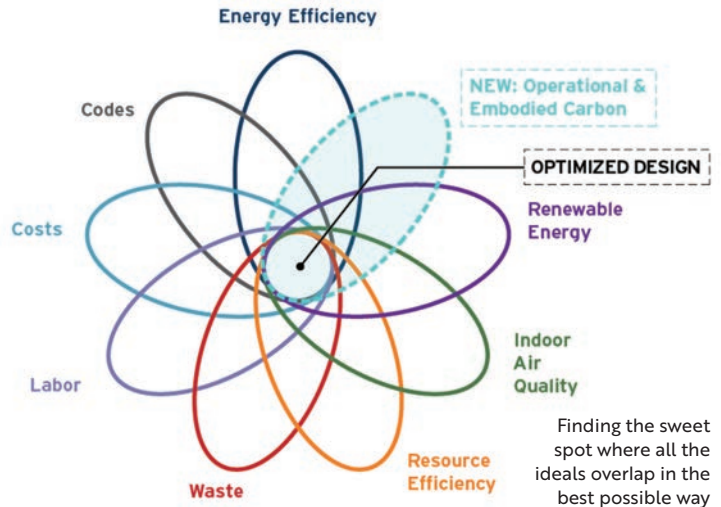 Energy Efficiency
NEW: Operational &
Embodied Carbon
Codes
OPTIMIZED DESIGN
Renewable
Energy
Costs
Indoor
Air
Quality
Labor
Finding the sweet
spot where all the
ideals overlap in the
best possible way
Resource
Efficiency
Waste